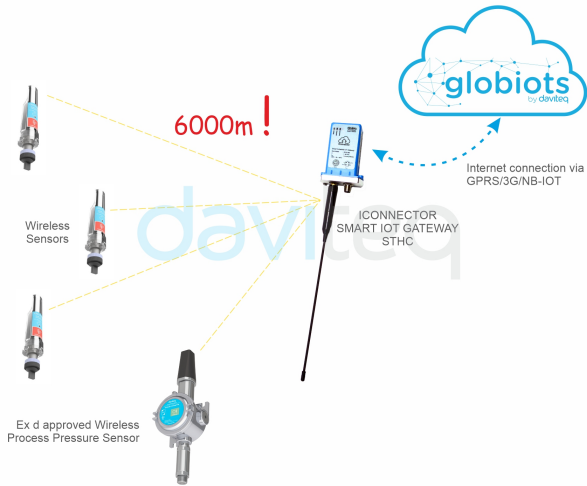 globiots
by daviteq
6000m !
Internet connection via
GPRS/3G/NB-IOT
Wireless
Sensors
daviteq
ICONNECTOR
SMART IOT GATEWAY
STHC
Ex d approved Wireless
Process Pressure Sensor